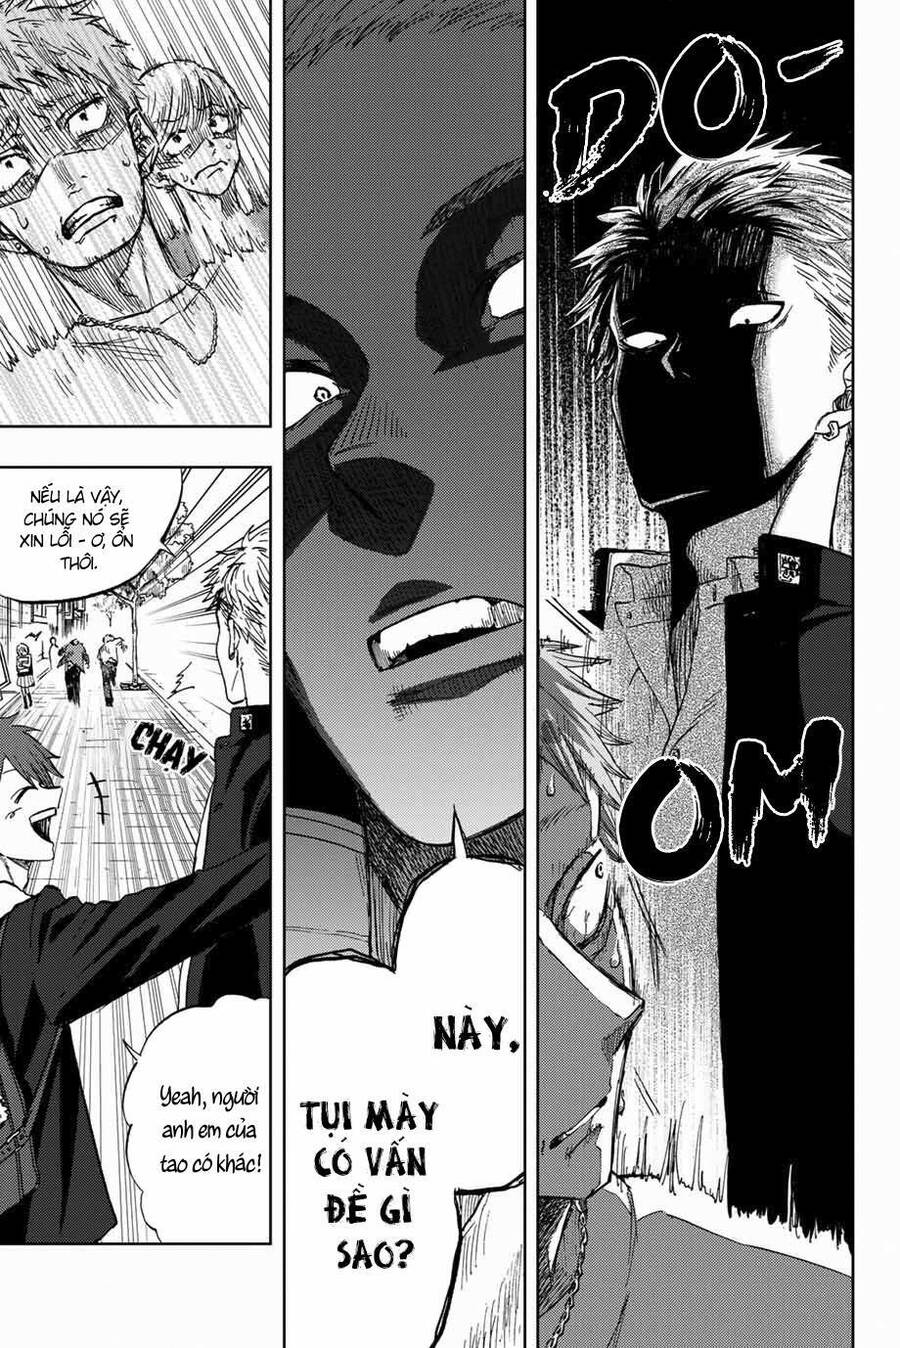 DO-
OM
NÀY,
TỤI MÀY
CÓ VẤN
ĐỀ GÌ
SAO?
NẾU LÀ VẬY,
CHÚNG NÓ SẼ
XIN LỖI - Ơ, ỔN
THÔI.
CHẠY
Yeah, người
anh em của
tao có khác!